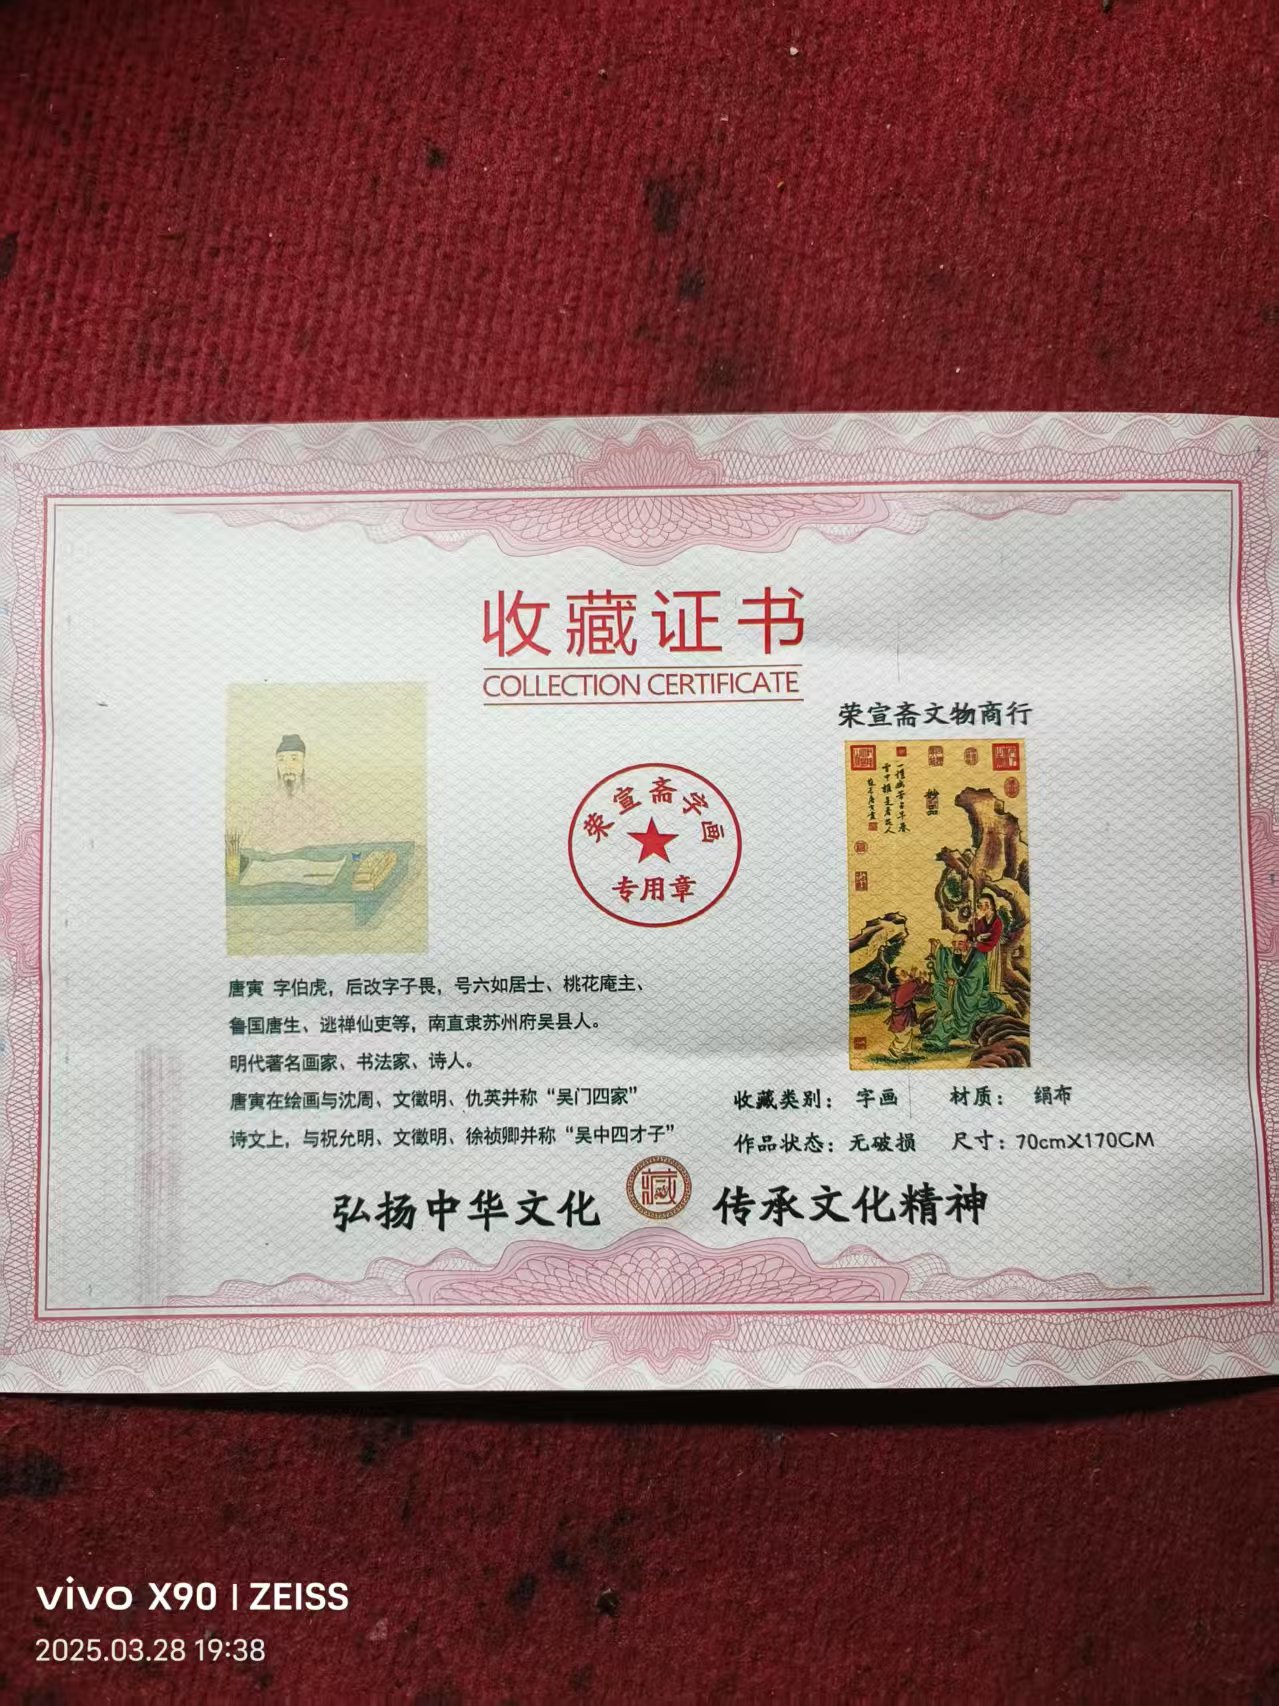 收藏证书
COLLECTION CERTIFICATE
荣宣斋文物商行
荣宣斋字画
专用章
妙品
唐寅 字伯虎，后改字子畏，号六如居士、桃花庵主、
鲁国唐生、逃禅仙吏等，南直隶苏州府吴县人。
明代著名画家、书法家、诗人。
唐寅在绘画与沈周、文徵明、仇英并称“吴门四家”
诗文上，与祝允明、文徵明、徐祯卿并称“吴中四才子”
收藏类别： 字画 材质： 绢布
作品状态：无破损 尺寸：70cmX170CM
弘扬中华文化 藏 传承文化精神
vivo X90 | ZEISS
2025.03.28 19:38